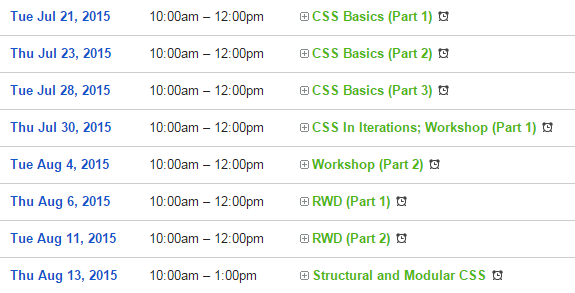 Tue Jul 21, 2015 10:00am – 12:00pm CSS Basics (Part 1)
Thu Jul 23, 2015 10:00am – 12:00pm CSS Basics (Part 2)
Tue Jul 28, 2015 10:00am – 12:00pm CSS Basics (Part 3)
Thu Jul 30, 2015 10:00am – 12:00pm CSS In Iterations; Workshop (Part 1)
Tue Aug 4, 2015 10:00am – 12:00pm Workshop (Part 2)
Thu Aug 6, 2015 10:00am – 12:00pm RWD (Part 1)
Tue Aug 11, 2015 10:00am – 12:00pm RWD (Part 2)
Thu Aug 13, 2015 10:00am – 1:00pm Structural and Modular CSS